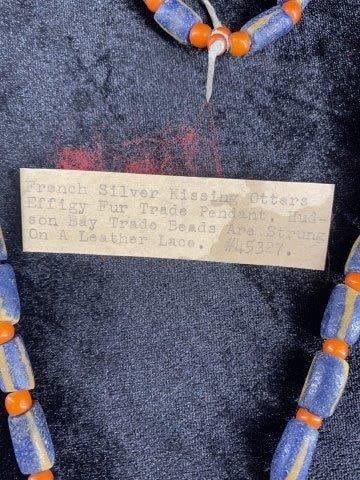 French Silver Kissing Otters
Effigy Fur Trade Pendant. Hud-
son Bay Trade Beads Are Strung
On A Leather Lace.  #45327.